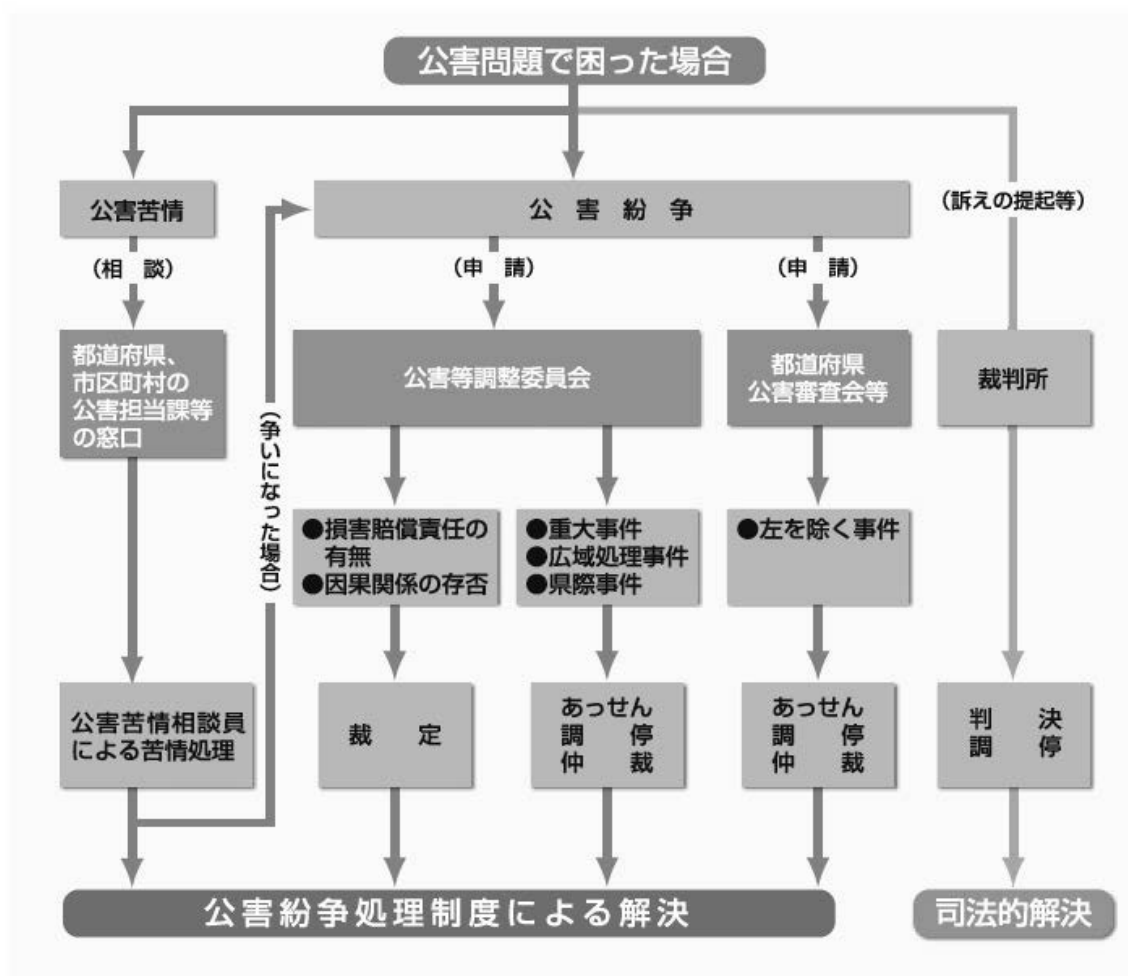 公害問題で困った場合
公害苦情
公害紛争
（訴えの提起等）
（相談）
（申請）
（申請）
都道府県、
市区町村の
公害担当課等
の窓口
公害等調整委員会
都道府県
公害審査会等
裁判所
（争いになった場合）
●損害賠償責任の
有無
●因果関係の存否
●重大事件
●広域処理事件
●県際事件
●左を除く事件
公害苦情相談員
による苦情処理
裁定
あっせん
調停
仲裁
あっせん
調停
仲裁
判決
調停
公害紛争処理制度による解決
司法的解決